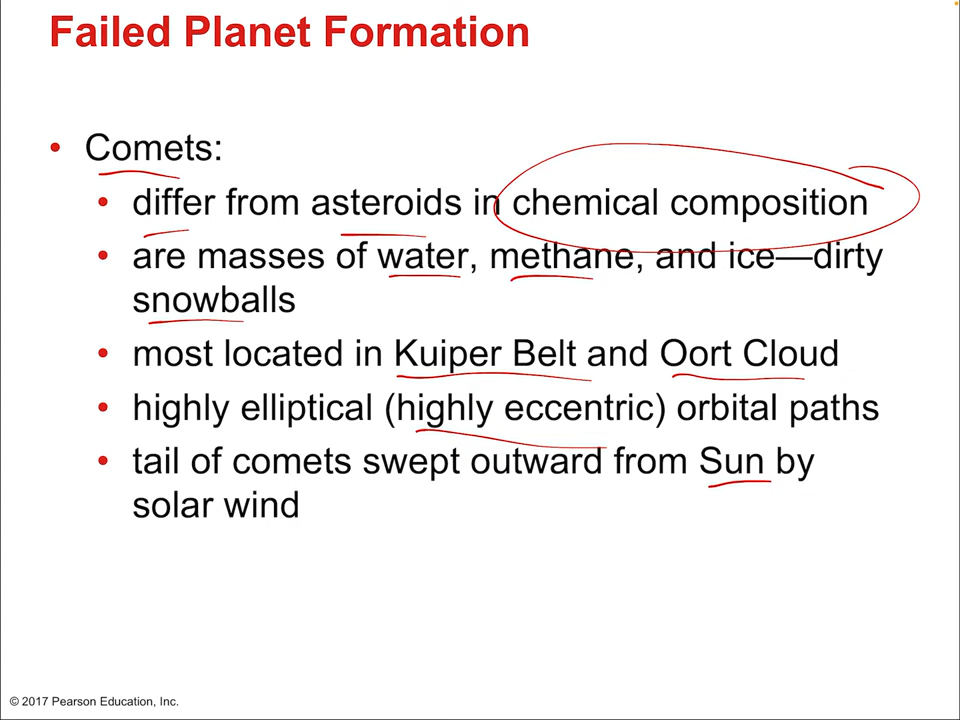 Failed Planet Formation
• Comets:
• differ from asteroids in chemical composition
• are masses of water, methane, and ice—dirty
snowballs
• most located in Kuiper Belt and Oort Cloud
• highly elliptical (highly eccentric) orbital paths
• tail of comets swept outward from Sun by
solar wind
© 2017 Pearson Education, Inc.